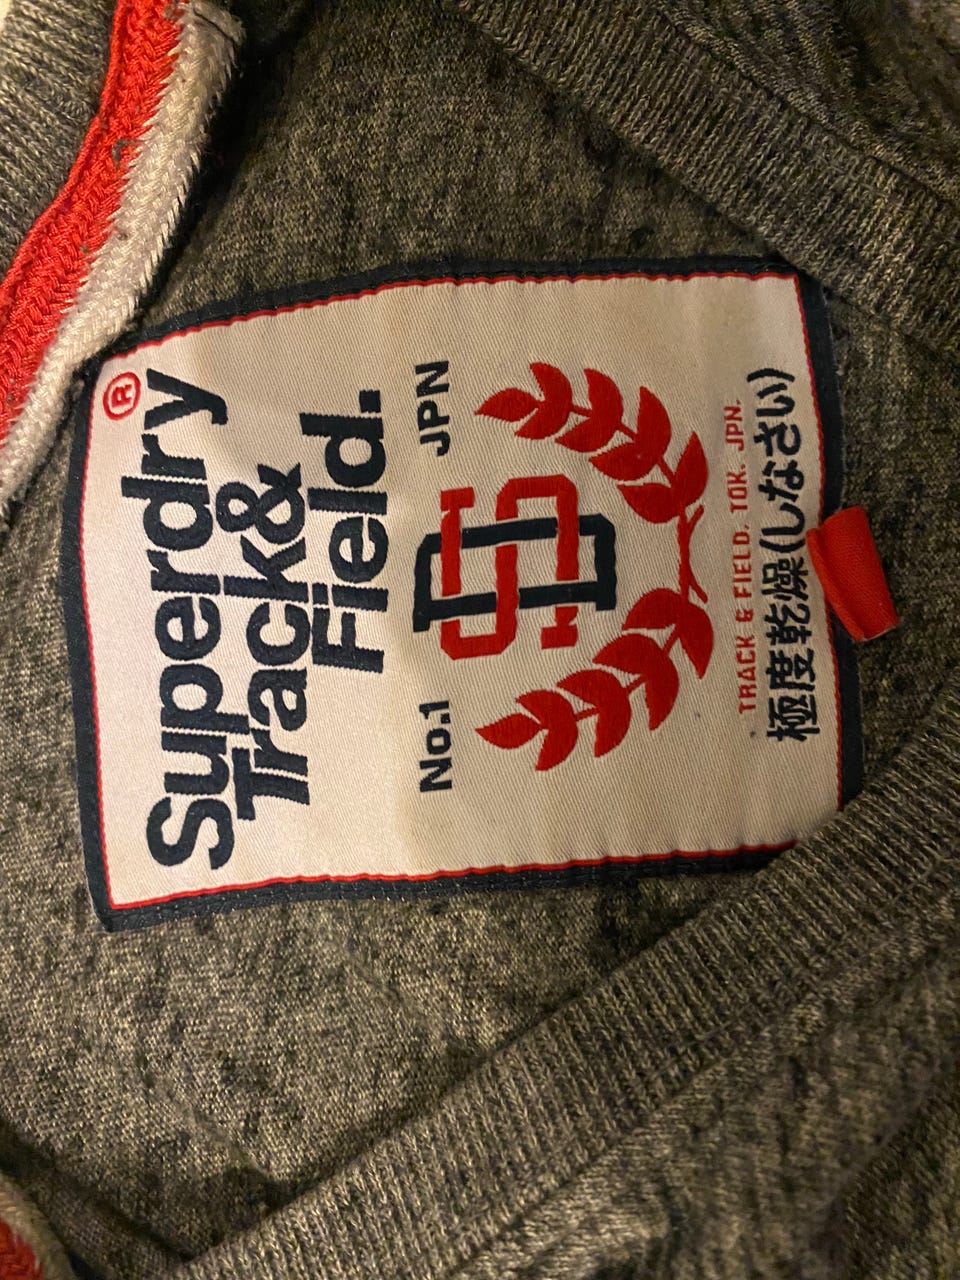 Superdry®
Track&
Field.
No.1 JPN
SD
TRACK & FIELD. TOK. JPN.
極度乾燥(しなさい)